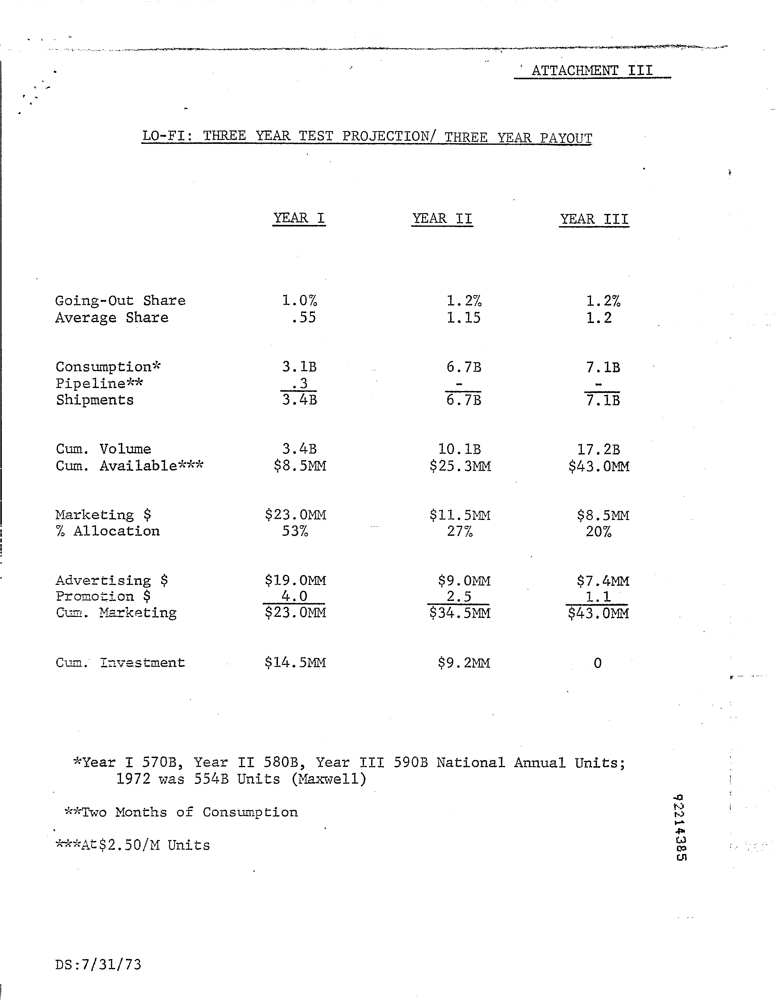 ATTACHMENT III
LO-FI: THREE YEAR TEST PROJECTION/ THREE YEAR PAYOUT
YEAR I YEAR II YEAR III
Going-Out Share 1.0% 1.2% 1.2%
Average Share .55 1.15 1.2
Consumption* 3.1B 6.7B 7.1B
Pipeline** .3 - -
Shipments 3.4B 6.7B 7.1B
Cum. Volume 3.4B 10.1B 17.2B
Cum. Available*** $8.5MM $25.3MM $43.0MM
Marketing $ $23.0MM $11.5MM $8.5MM
% Allocation 53% 27% 20%
Advertising $ $19.0MM $9.0MM $7.4MM
Promotion $ 4.0 2.5 1.1
Cum. Marketing $23.0MM $34.5MM $43.0MM
Cum. Investment $14.5MM $9.2MM 0
*Year I 570B, Year II 580B, Year III 590B National Annual Units;
1972 was 554B Units (Maxwell)
**Two Months of Consumption
***At$2.50/M Units
92214385
DS:7/31/73